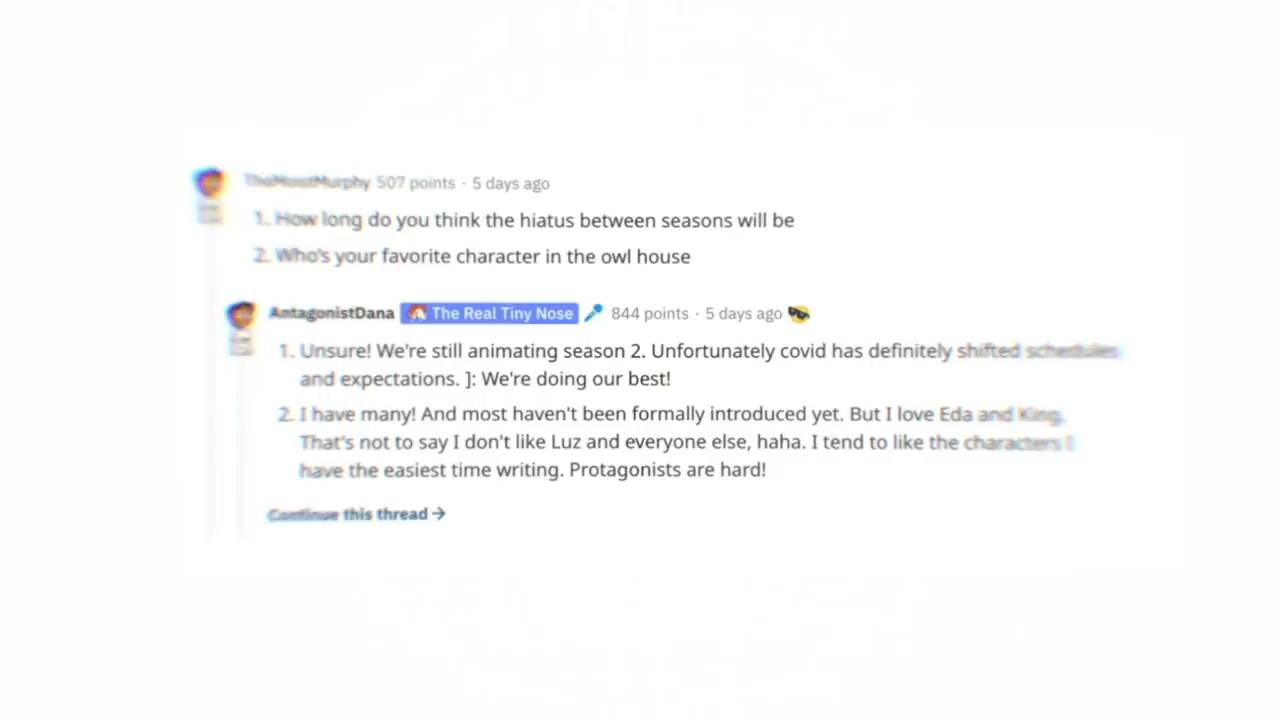 TheMoistMurphy 507 points · 5 days ago
1. How long do you think the hiatus between seasons will be
2. Who's your favorite character in the owl house
AntagonistDana The Real Tiny Nose 844 points · 5 days ago
1. Unsure! We're still animating season 2. Unfortunately covid has definitely shifted schedules
and expectations. ]: We're doing our best!
2. I have many! And most haven't been formally introduced yet. But I love Eda and King.
That's not to say I don't like Luz and everyone else, haha. I tend to like the characters I
have the easiest time writing. Protagonists are hard!
Continue this thread →